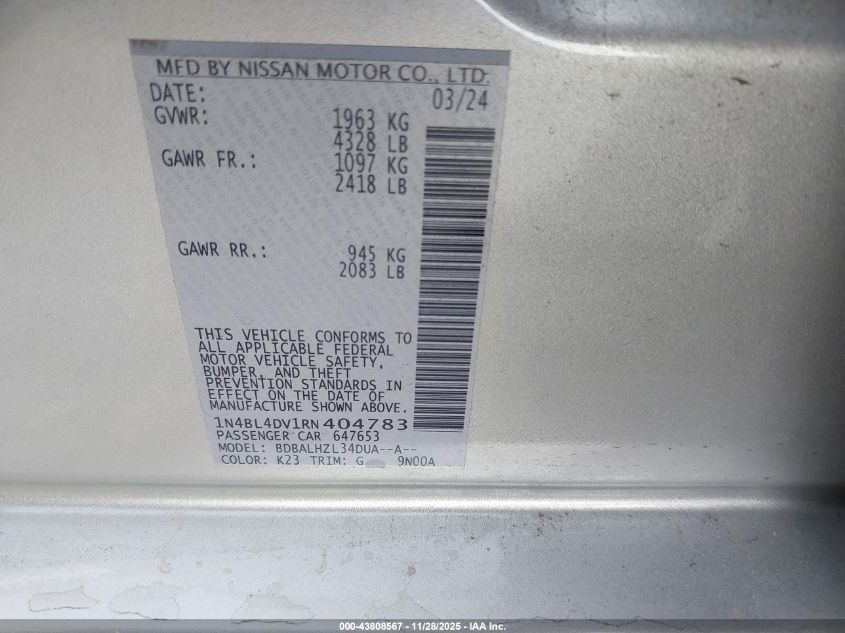 MFD BY NISSAN MOTOR CO., LTD.
DATE: 03/24
GVWR: 1963 KG
4328 LB
GAWR FR.: 1097 KG
2418 LB
GAWR RR.: 945 KG
2083 LB
THIS VEHICLE CONFORMS TO
ALL APPLICABLE FEDERAL
MOTOR VEHICLE SAFETY,
BUMPER, AND THEFT
PREVENTION STANDARDS IN
EFFECT ON THE DATE OF
MANUFACTURE SHOWN ABOVE.
1N4BL4DV1RN404783
PASSENGER CAR 647653
MODEL: BDBALHZL34DUA--A--
COLOR: K23 TRIM: G 9N00A
000-43808567 - 11/28/2025 - IAA Inc.